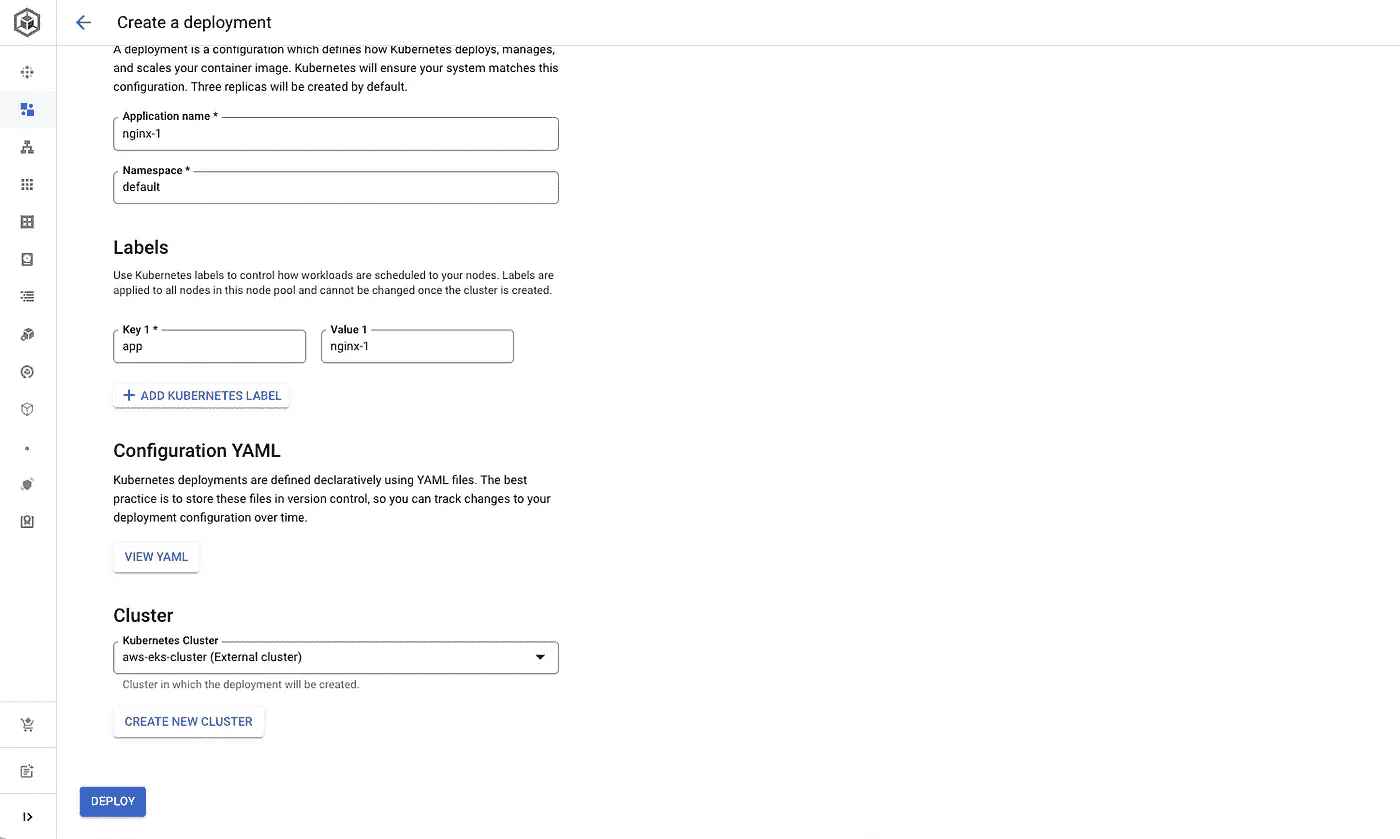 Create a deployment
A deployment is a configuration which defines how Kubernetes deploys, manages,
and scales your container image. Kubernetes will ensure your system matches this
configuration. Three replicas will be created by default.
Application name *
nginx-1
Namespace *
default
Labels
Use Kubernetes labels to control how workloads are scheduled to your nodes. Labels are
applied to all nodes in this node pool and cannot be changed once the cluster is created.
Key 1 * Value 1
app nginx-1
ADD KUBERNETES LABEL
Configuration YAML
Kubernetes deployments are defined declaratively using YAML files. The best
practice is to store these files in version control, so you can track changes to your
deployment configuration over time.
VIEW YAML
Cluster
Kubernetes Cluster
aws-eks-cluster (External cluster)
Cluster in which the deployment will be created.
CREATE NEW CLUSTER
DEPLOY